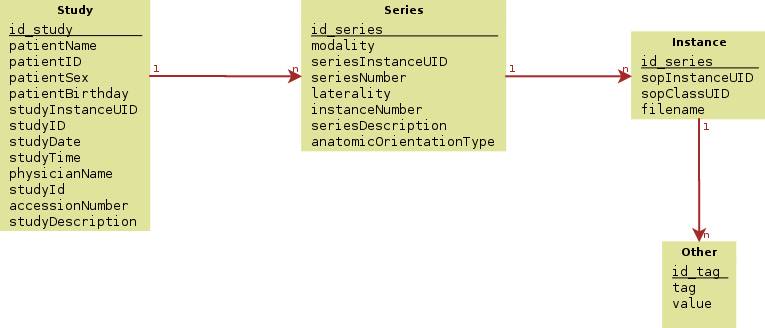 Study
id_study
patientName
patientID
patientSex
patientBirthday
studyInstanceUID
studyID
studyDate
studyTime
physicianName
studyId
accessionNumber
studyDescription
1
n
Series
id_series
modality
seriesInstanceUID
seriesNumber
laterality
instanceNumber
seriesDescription
anatomicOrientationType
1
n
Instance
id_series
sopInstanceUID
sopClassUID
filename
1
n
Other
id_tag
tag
value